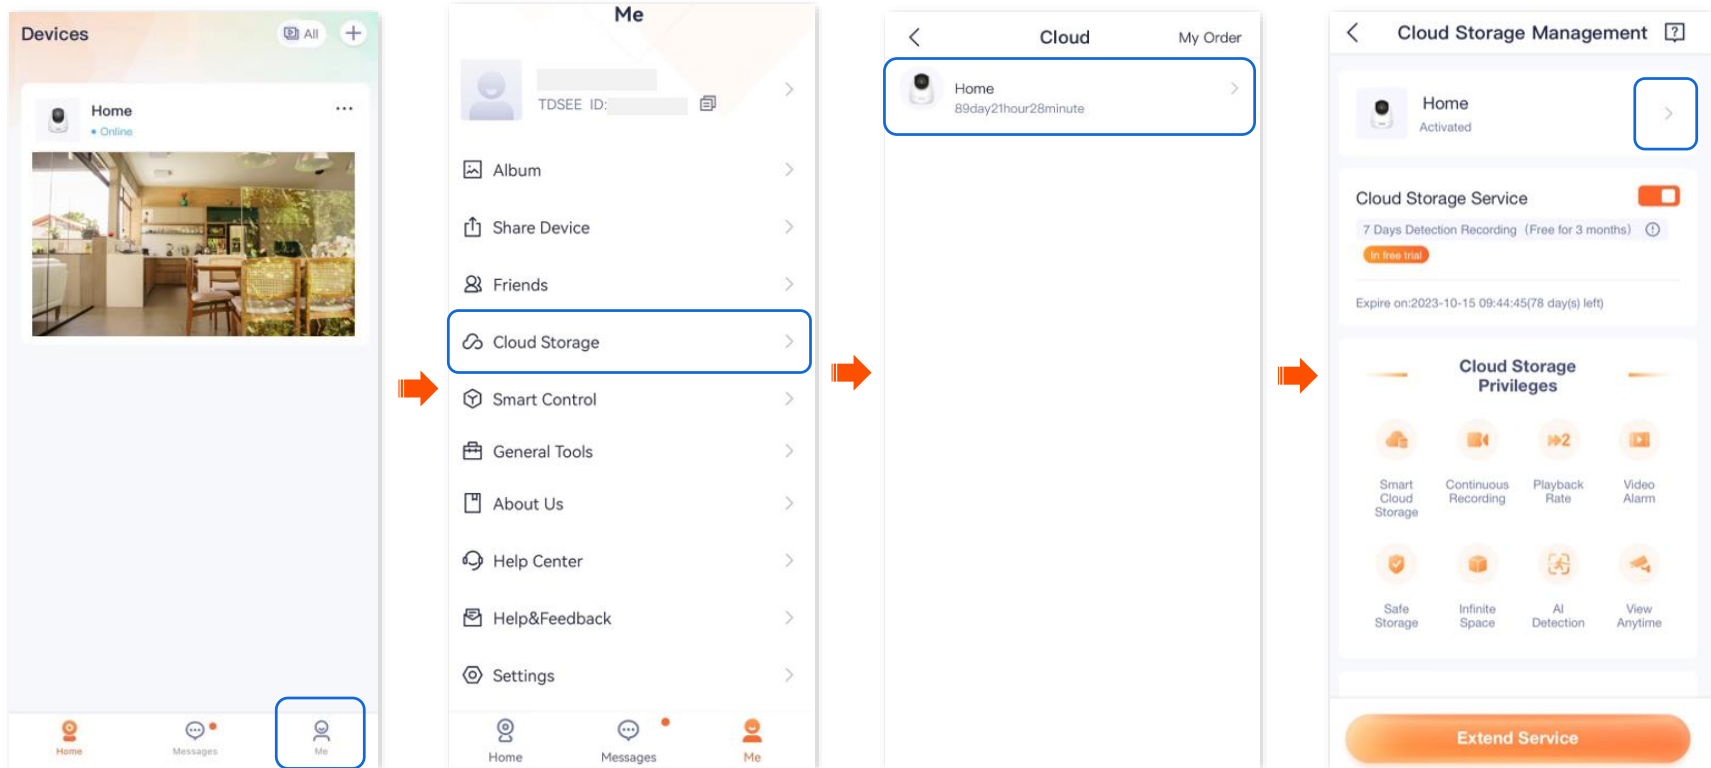 Devices
All
Home
Online
Home
Messages
Me
Me
TDSEE ID:
Album
Share Device
Friends
Cloud Storage
Smart Control
General Tools
About Us
Help Center
Help&Feedback
Settings
Home
Messages
Me
Cloud
My Order
Home
89day21hour28minute
Cloud Storage Management
Home
Activated
Cloud Storage Service
7 Days Detection Recording (Free for 3 months)
In free trial
Expire on:2023-10-15 09:44:45(78 day(s) left)
Cloud Storage
Privileges
Smart
Cloud
Storage
Continuous
Recording
2
Playback
Rate
Video
Alarm
Safe
Storage
Infinite
Space
AI
Detection
View
Anytime
Extend Service